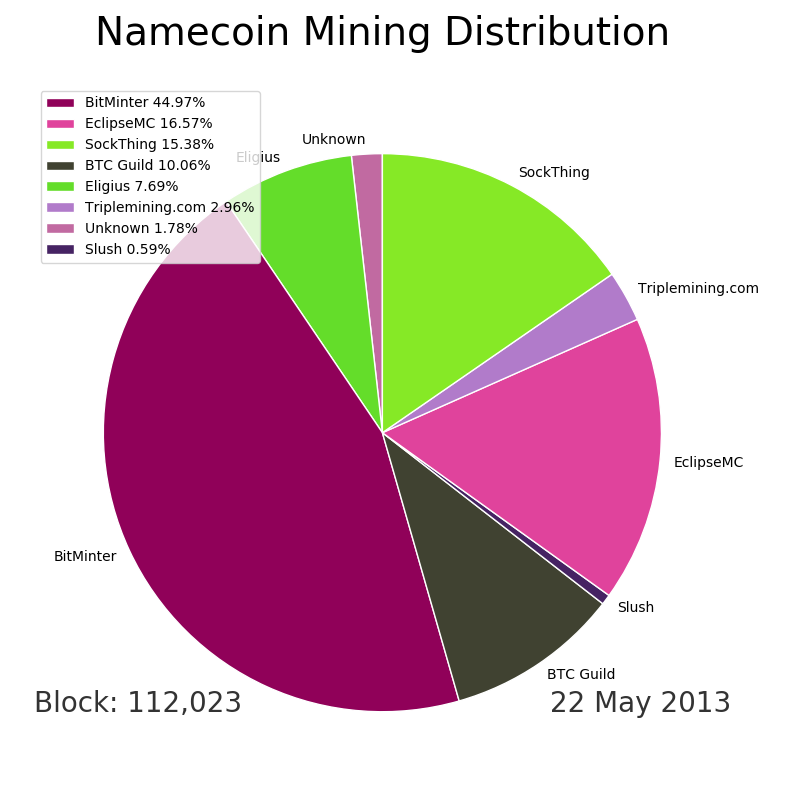 Namecoin Mining Distribution
BitMinter 44.97%
EclipseMC 16.57%
SockThing 15.38%
BTC Guild 10.06%
Eligius 7.69%
Triplemining.com 2.96%
Unknown 1.78%
Slush 0.59%
Unknown
Eligius
SockThing
Triplemining.com
EclipseMC
BitMinter
Slush
BTC Guild
Block: 112,023
22 May 2013